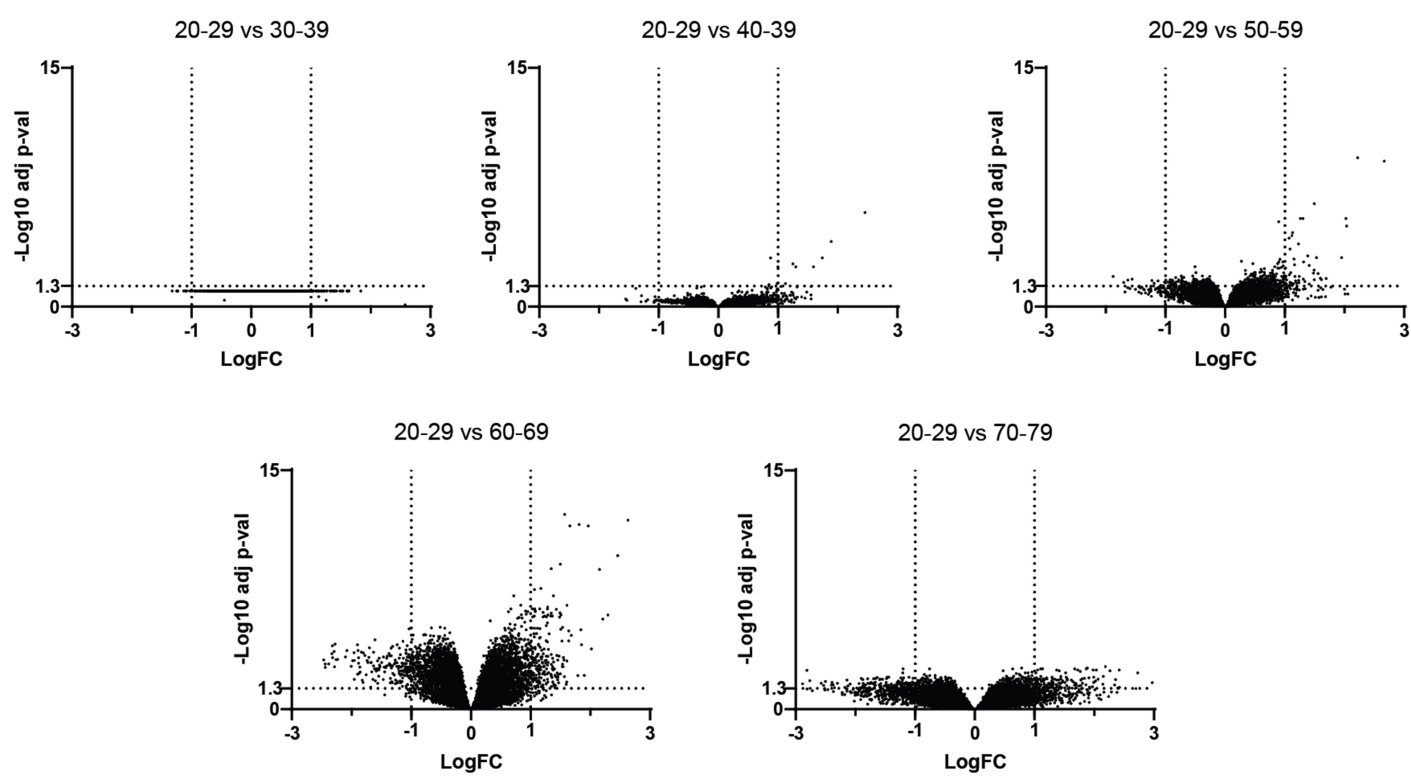 20-29 vs 30-39
15
1.3
0
-3
-1
0
1
3
-Log10 adj p-val
LogFC
20-29 vs 40-39
15
1.3
0
-3
-1
0
1
3
-Log10 adj p-val
LogFC
20-29 vs 50-59
15
1.3
0
-3
-1
0
1
3
-Log10 adj p-val
LogFC
20-29 vs 60-69
15
1.3
0
-3
-1
0
1
3
-Log10 adj p-val
LogFC
20-29 vs 70-79
15
1.3
0
-3
-1
0
1
3
-Log10 adj p-val
LogFC